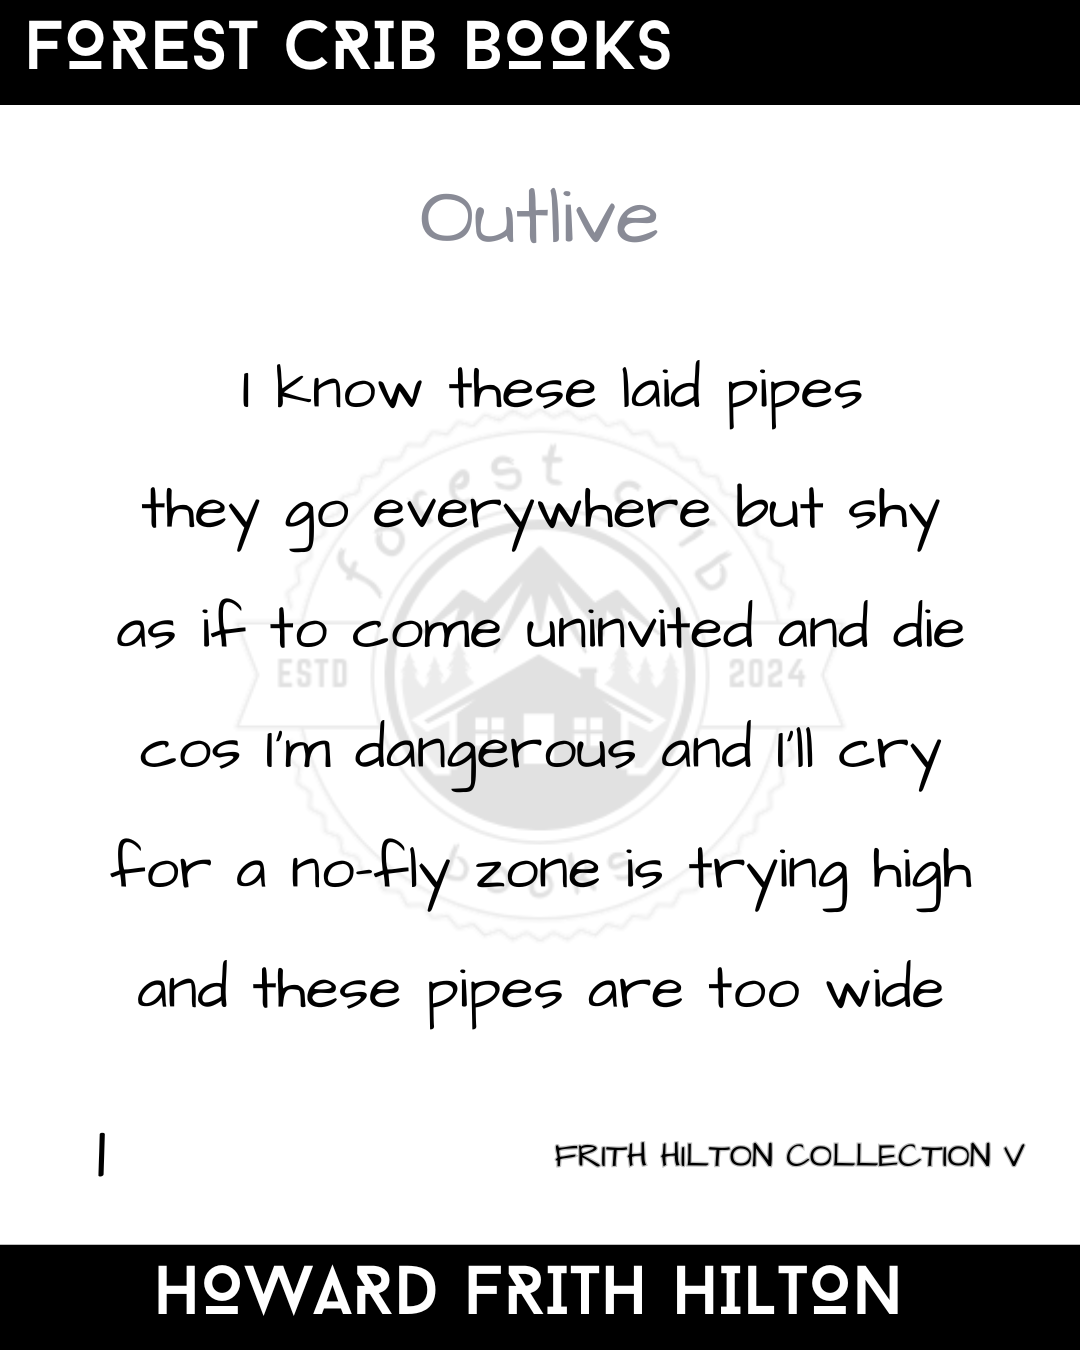 FOREST CRIB BOOKS
Outlive
I know these laid pipes
they go everywhere but shy
as if to come uninvited and die
cos I'm dangerous and I'll cry
for a no-fly zone is trying high
and these pipes are too wide
forest crib
ESTD 2024
books
1
FRITH HILTON COLLECTION V
HOWARD FRITH HILTON